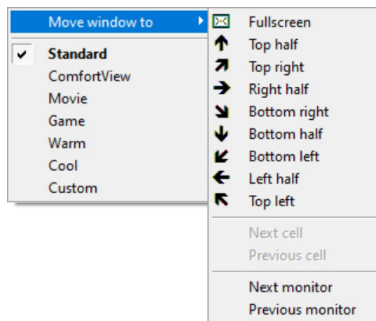 Move window to
Standard
ComfortView
Movie
Game
Warm
Cool
Custom
Fullscreen
Top half
Top right
Right half
Bottom right
Bottom half
Bottom left
Left half
Top left
Next cell
Previous cell
Next monitor
Previous monitor